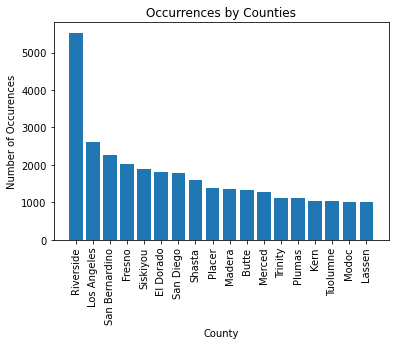 Occurrences by Counties
Number of Occurences
5000
4000
3000
2000
1000
0
Riverside
Los Angeles
San Bernardino
Fresno
Siskiyou
El Dorado
San Diego
Shasta
Placer
Madera
Butte
Merced
Trinity
Plumas
Kern
Tuolumne
Modoc
Lassen
County